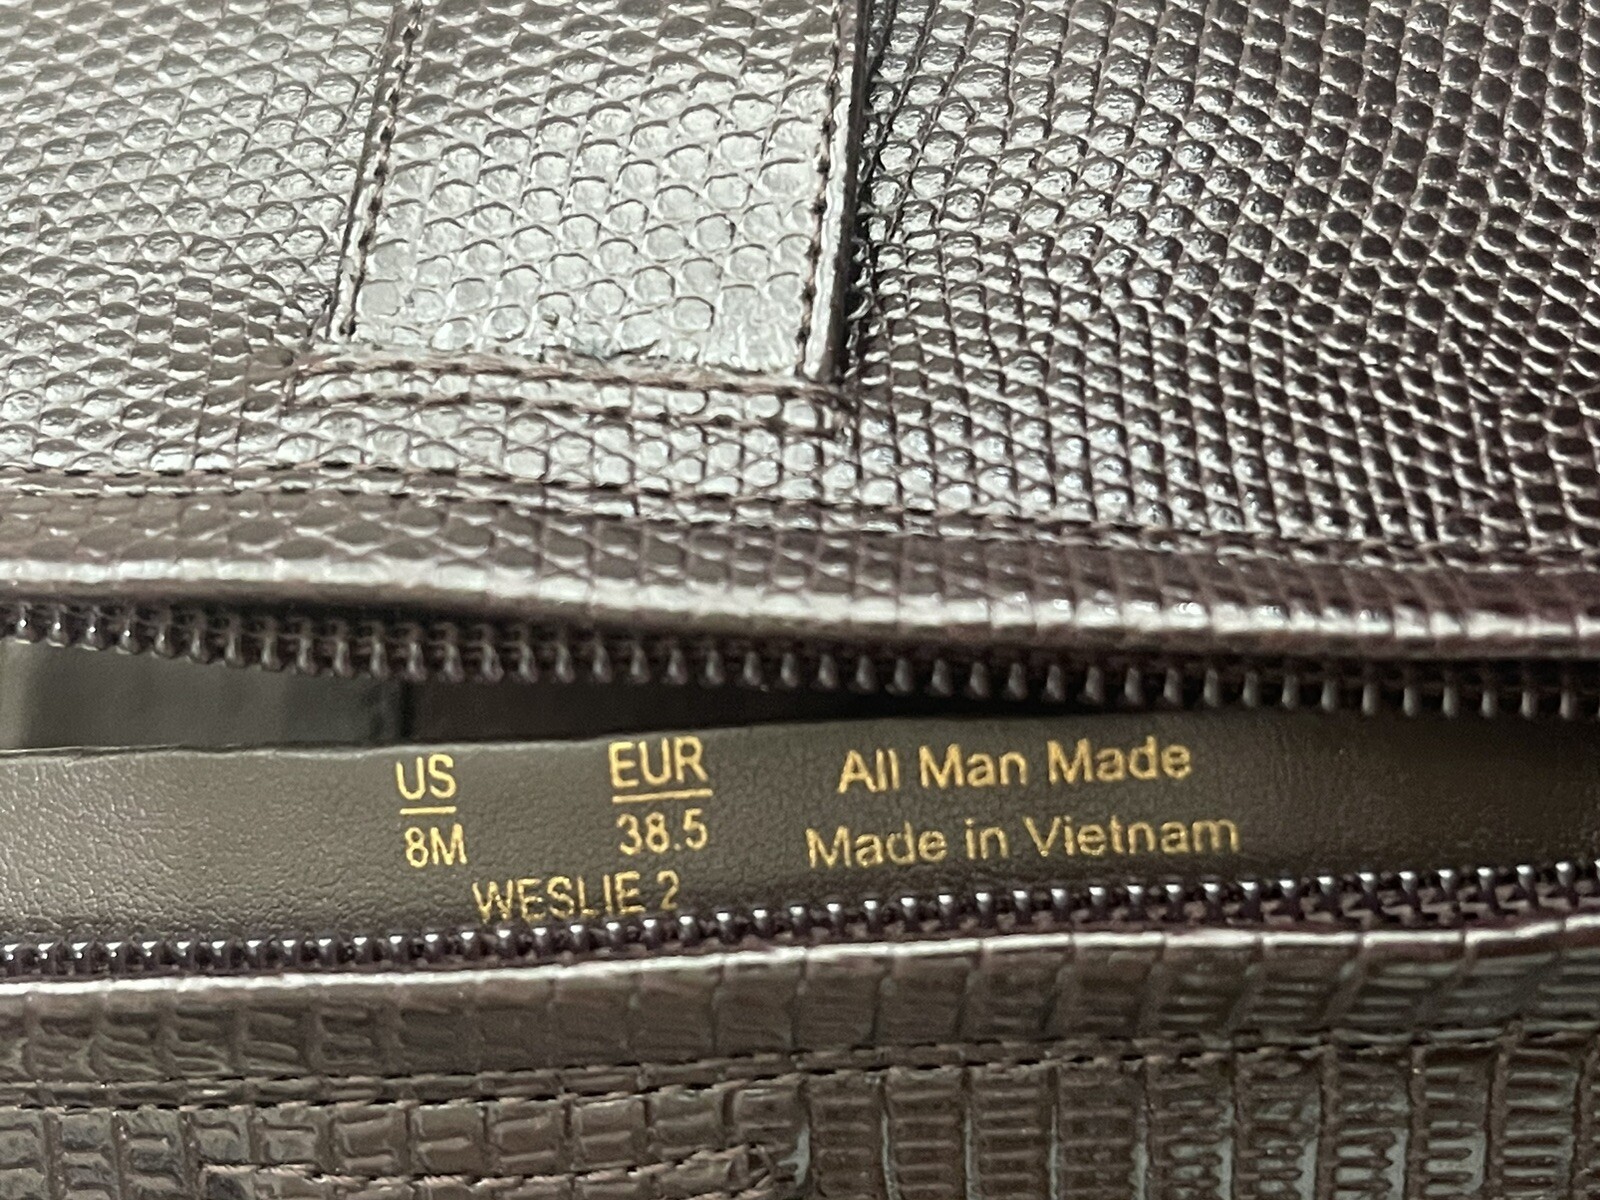 US EUR All Man Made
8M 38.5 Made in Vietnam
WESLIE 2